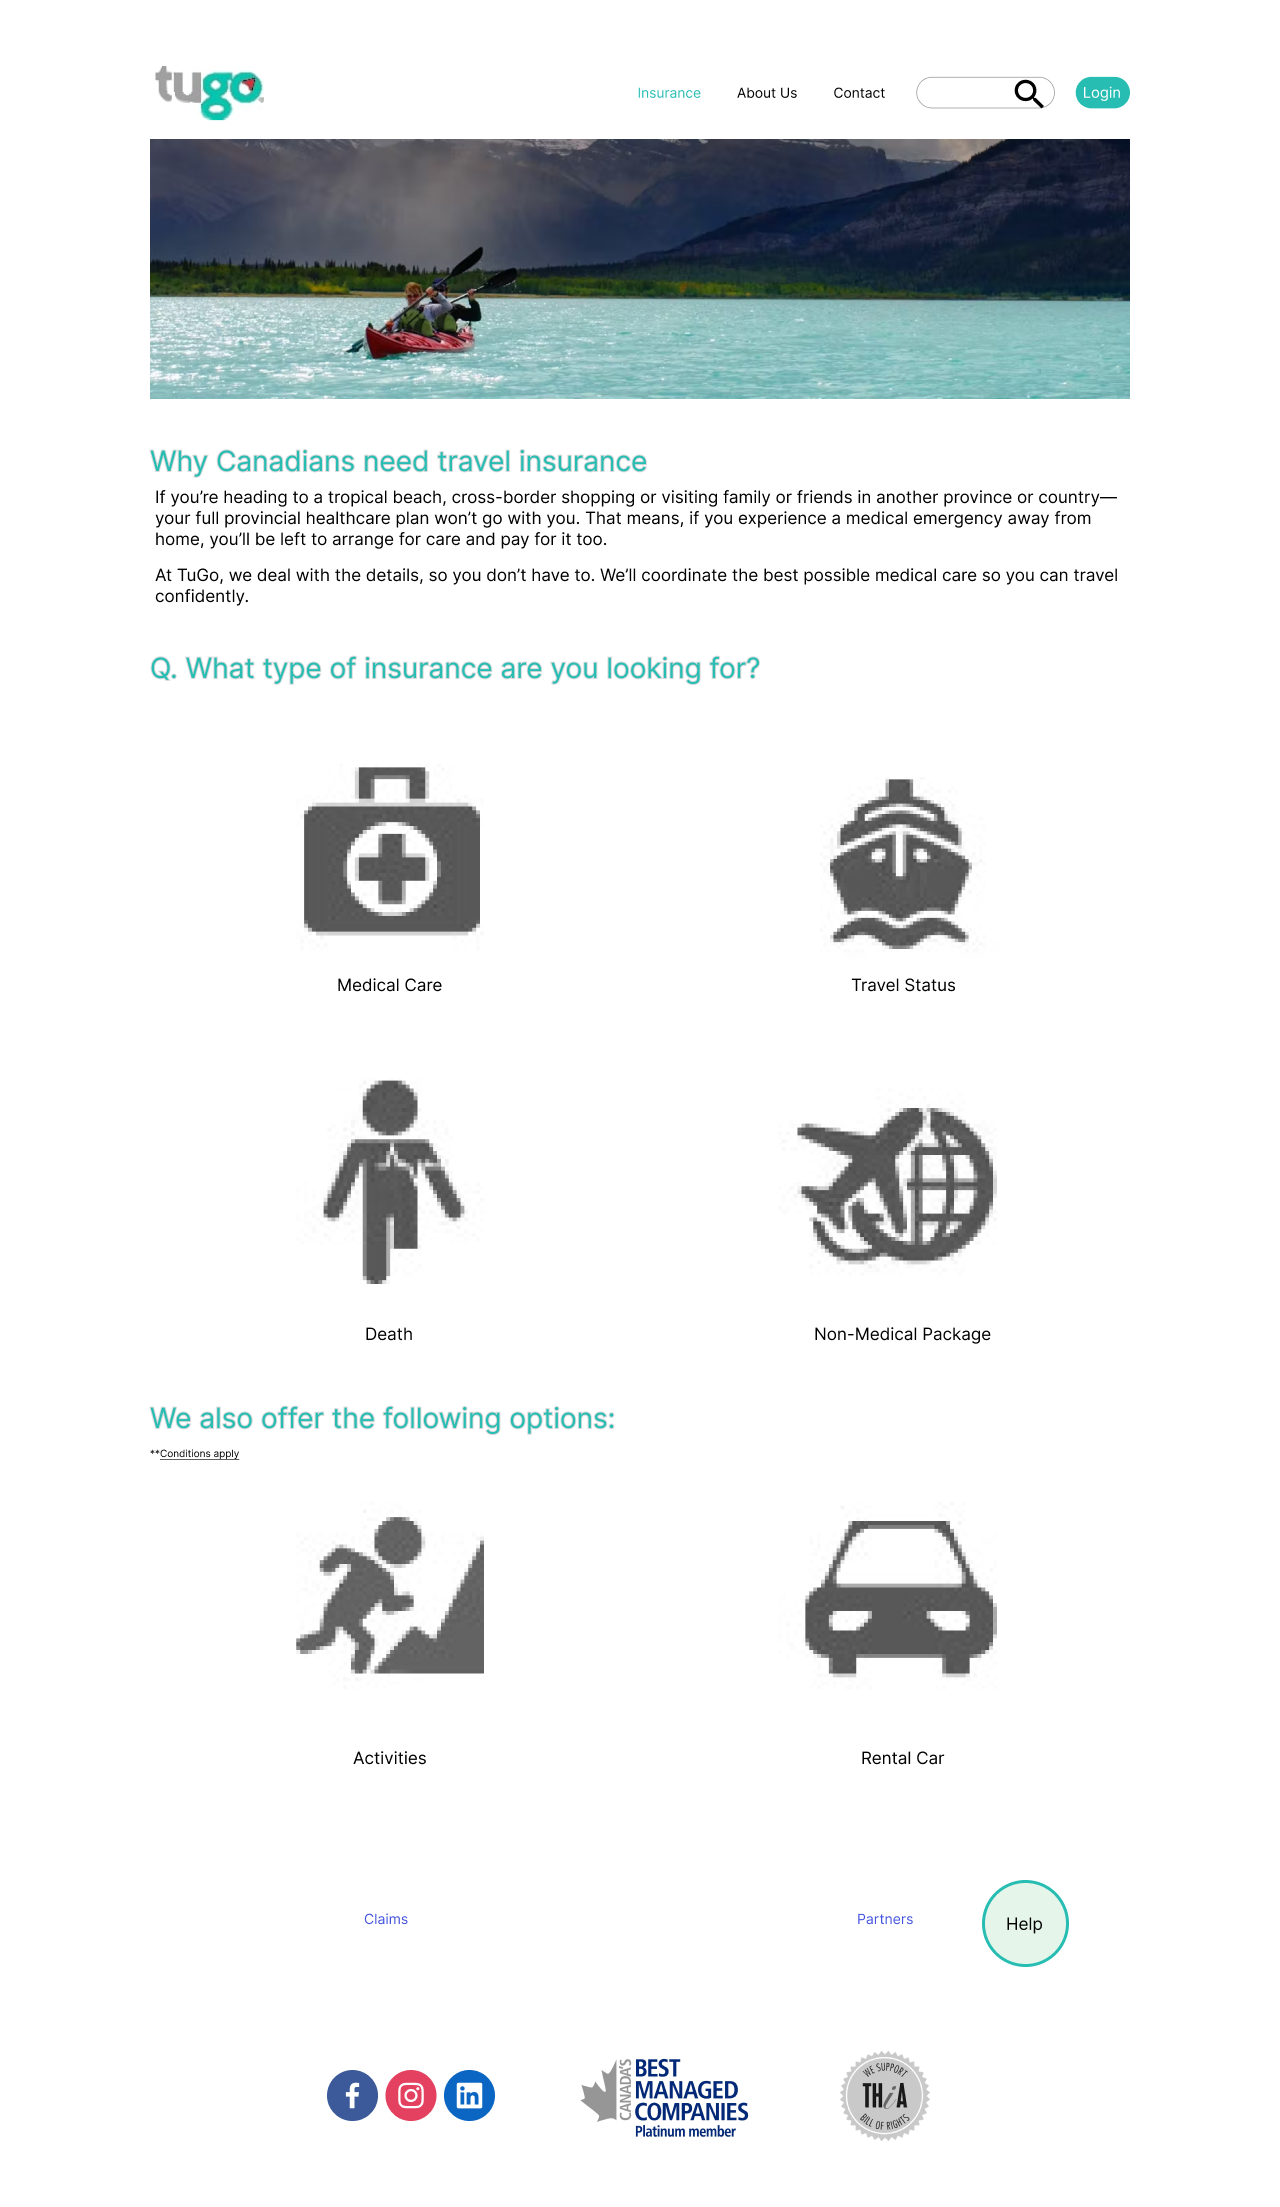 tugo
Insurance
About Us
Contact
Login
Why Canadians need travel insurance
If you’re heading to a tropical beach, cross-border shopping or visiting family or friends in another province or country—
your full provincial healthcare plan won’t go with you. That means, if you experience a medical emergency away from
home, you’ll be left to arrange for care and pay for it too.
At TuGo, we deal with the details, so you don’t have to. We’ll coordinate the best possible medical care so you can travel
confidently.
Q. What type of insurance are you looking for?
Medical Care
Travel Status
Death
Non-Medical Package
We also offer the following options:
**Conditions apply
Activities
Rental Car
Claims
Partners
Help
f
in
CANADA'S
BEST
MANAGED
COMPANIES
Platinum member
WE SUPPORT
THiA
BILL OF RIGHTS